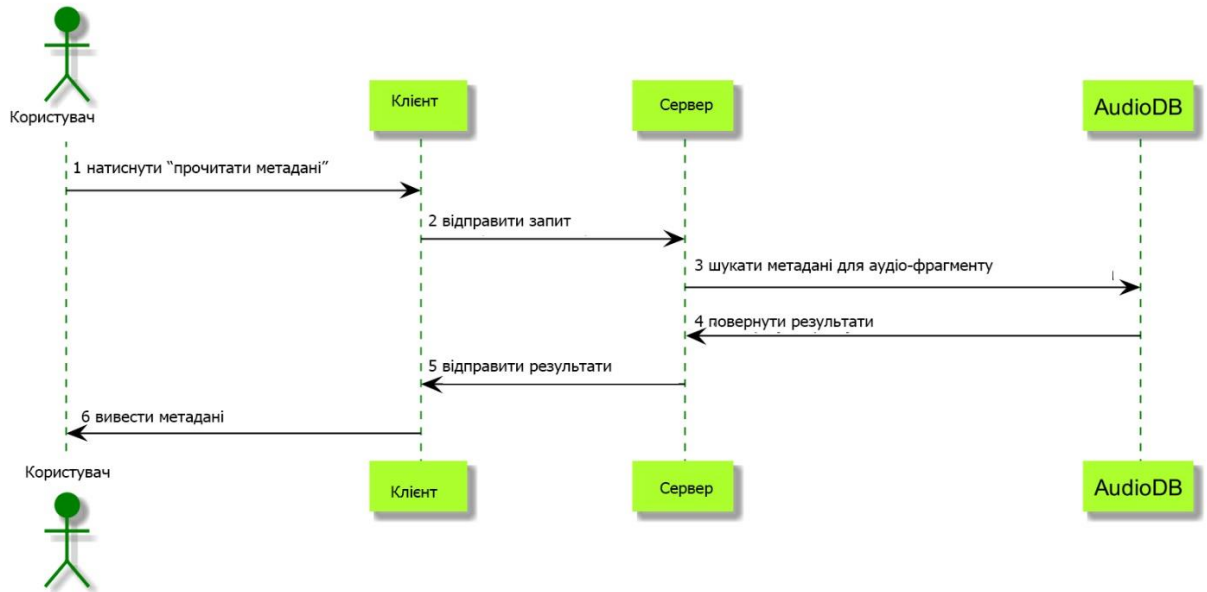 Користувач
Клієнт
Сервер
AudioDB
1 натиснути “прочитати метадані”
2 відправити запит
3 шукати метадані для аудіо-фрагменту
4 повернути результати
5 відправити результати
6 вивести метадані
Користувач
Клієнт
Сервер
AudioDB